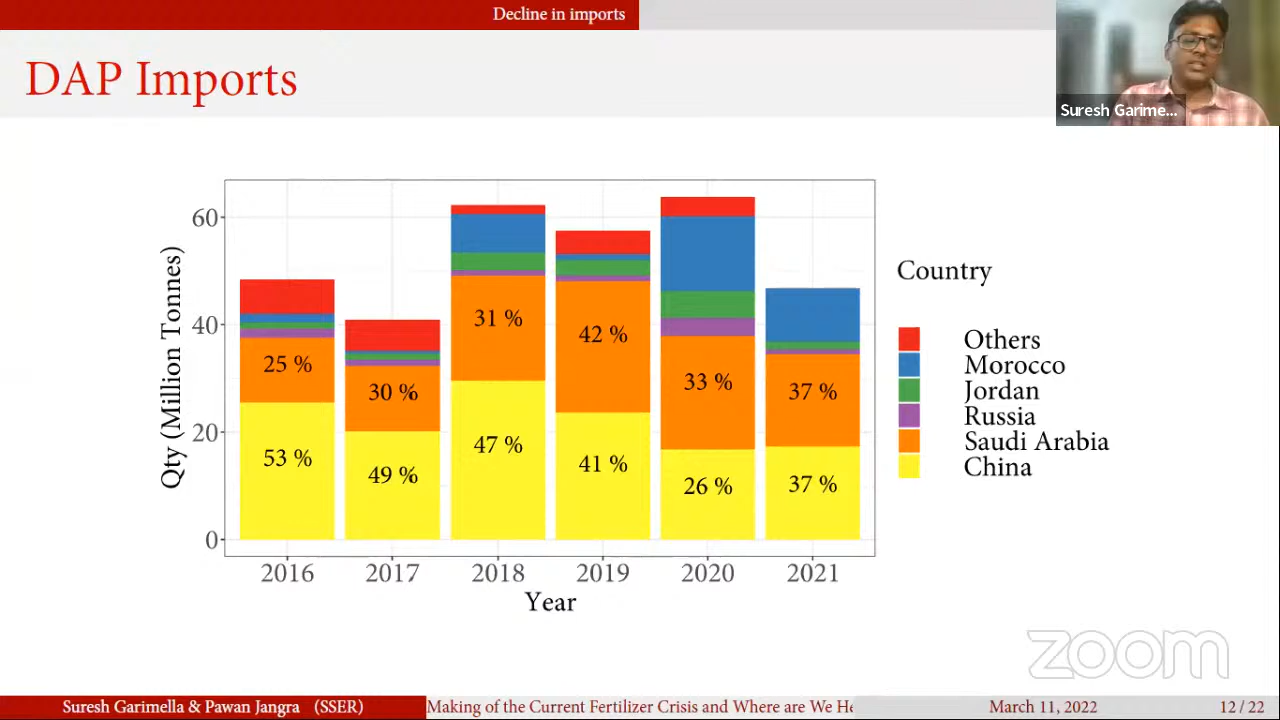 Decline in imports
DAP Imports
Suresh Garime...
Qty (Million Tonnes)
60
40
20
0
25 %
53 %
30 %
49 %
31 %
47 %
42 %
41 %
33 %
26 %
37 %
37 %
2016 2017 2018 2019 2020 2021
Year
Country
Others
Morocco
Jordan
Russia
Saudi Arabia
China
zoom
Suresh Garimella & Pawan Jangra (SSER)
Making of the Current Fertilizer Crisis and Where are We He
March 11, 2022
12 / 22